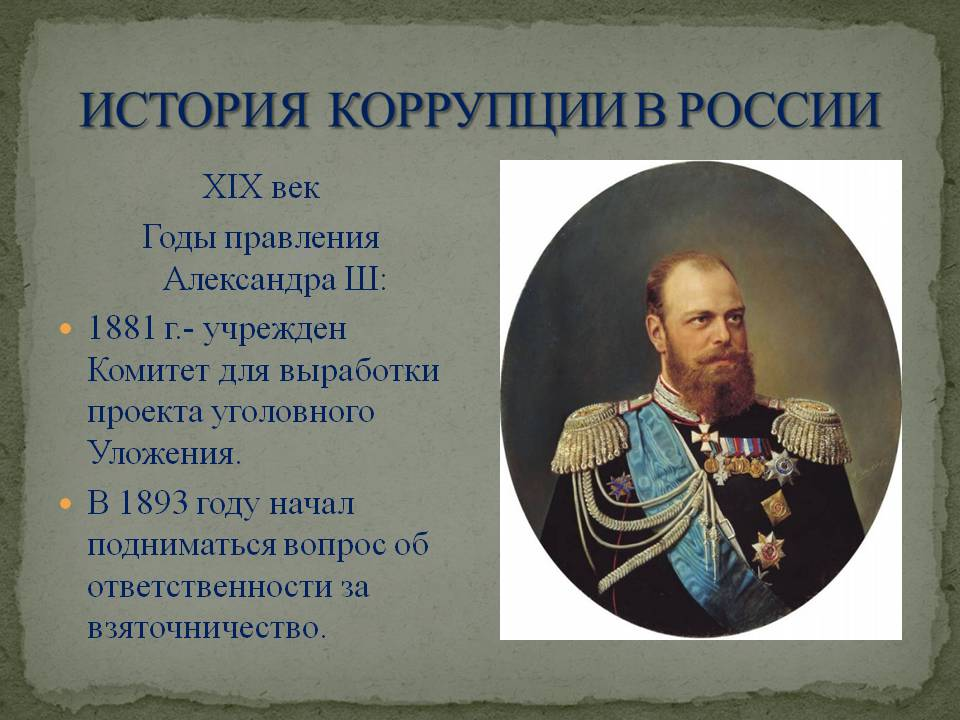 ИСТОРИЯ КОРРУПЦИИ В РОССИИ
XIX век
Годы правления
Александра Ш:
• 1881 г.- учрежден
Комитет для выработки
проекта уголовного
Уложения.
• В 1893 году начал
подниматься вопрос об
ответственности за
взяточничество.